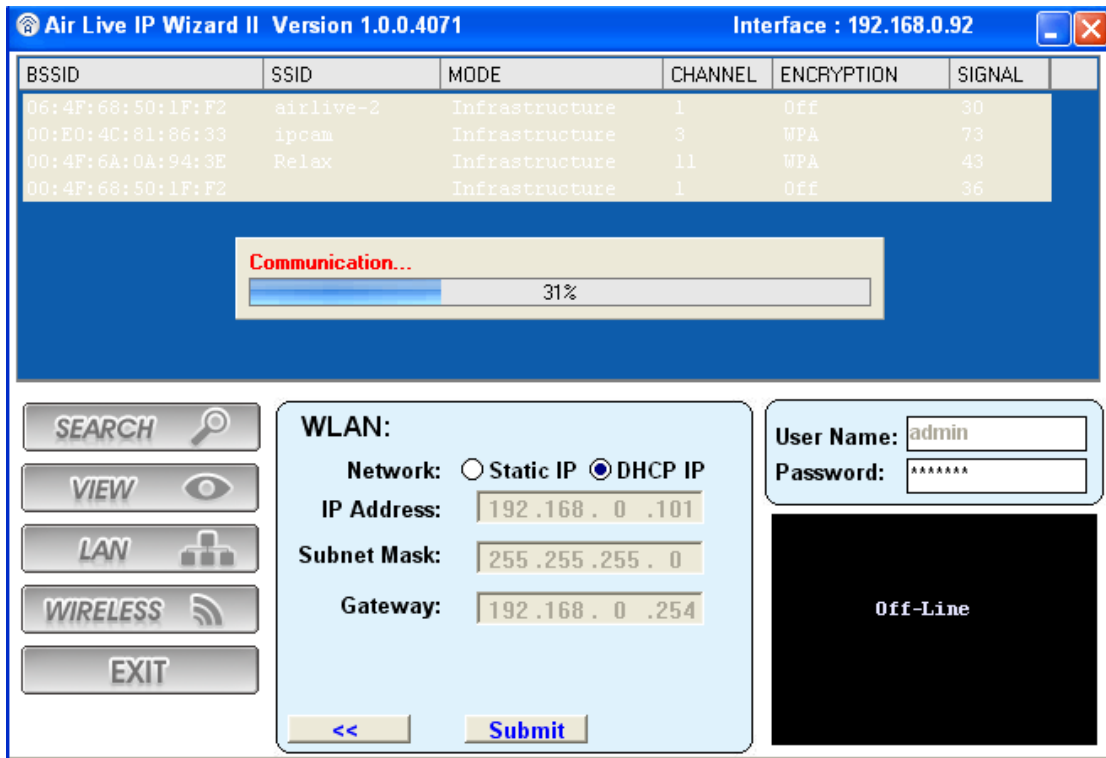 Air Live IP Wizard II Version 1.0.0.4071 Interface : 192.168.0.92
BSSID SSID MODE CHANNEL ENCRYPTION SIGNAL
06:4F:68:50:1F:F2 airlive-2 Infrastructure 1 Off 30
00:E0:4C:81:86:33 ipcam Infrastructure 3 WPA 73
00:4F:6A:0A:94:3E Relax Infrastructure 11 WPA 43
00:4F:68:50:1F:F2 Infrastructure 1 Off 36
Communication...
31%
SEARCH
VIEW
LAN
WIRELESS
EXIT
WLAN:
Network: Static IP DHCP IP
IP Address: 192 .168 . 0 .101
Subnet Mask: 255 .255 .255 . 0
Gateway: 192 .168 . 0 .254
<< Submit
User Name: admin
Password: *******
Off-Line